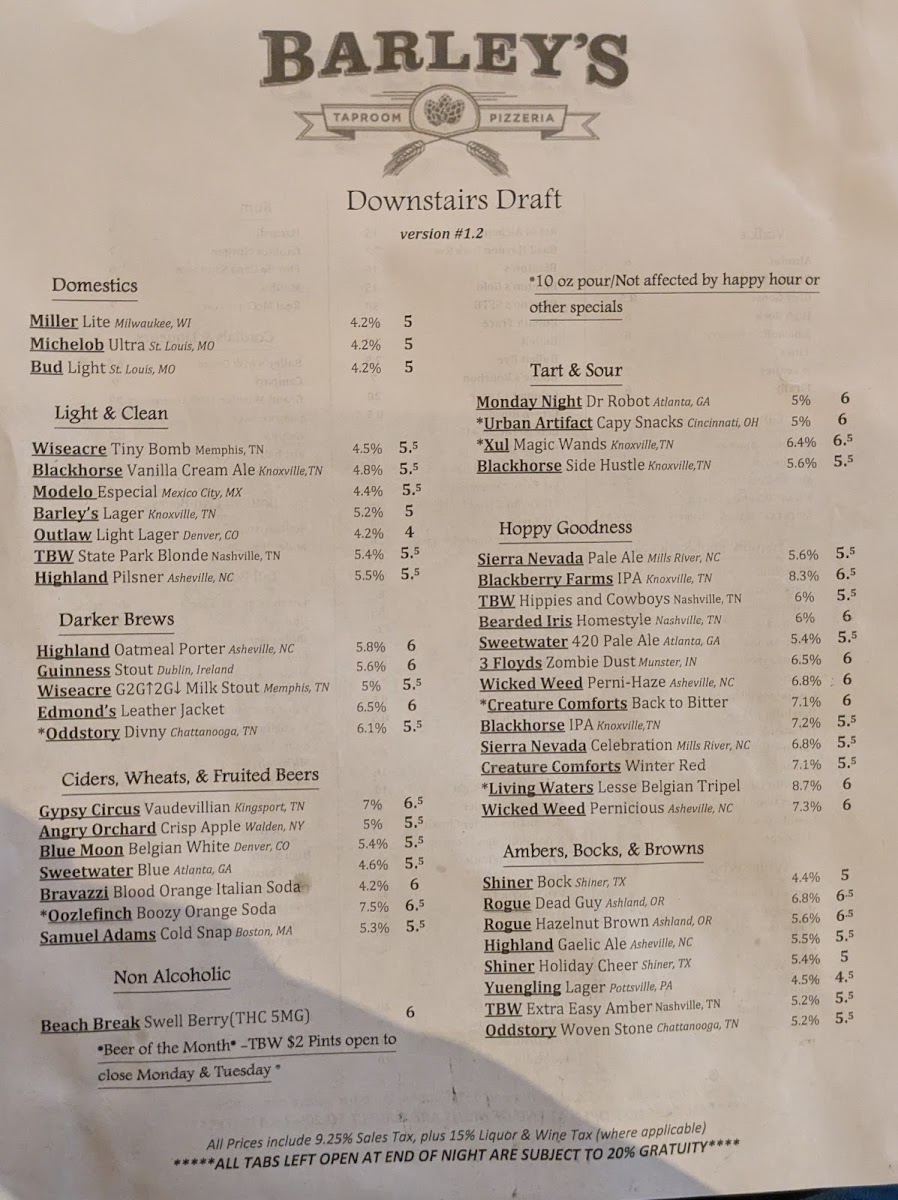 BARLEY'S
TAPROOM PIZZERIA
Downstairs Draft
version #1.2
Domestics
Miller Lite Milwaukee, WI 4.2% 5
Michelob Ultra St. Louis, MO 4.2% 5
Bud Light St. Louis, MO 4.2% 5
Light & Clean
Wiseacre Tiny Bomb Memphis, TN 4.5% 5.5
Blackhorse Vanilla Cream Ale Knoxville,TN 4.8% 5.5
Modelo Especial Mexico City, MX 4.4% 5.5
Barley's Lager Knoxville, TN 5.2% 5
Outlaw Light Lager Denver, CO 4.2% 4
TBW State Park Blonde Nashville, TN 5.4% 5.5
Highland Pilsner Asheville, NC 5.5% 5.5
Darker Brews
Highland Oatmeal Porter Asheville, NC 5.8% 6
Guinness Stout Dublin, Ireland 5.6% 6
Wiseacre G2G↑2G↓ Milk Stout Memphis, TN 5% 5.5
Edmond's Leather Jacket 6.5% 6
*Oddstory Divny Chattanooga, TN 6.1% 5.5
Ciders, Wheats, & Fruited Beers
Gypsy Circus Vaudevillian Kingsport, TN 7% 6.5
Angry Orchard Crisp Apple Walden, NY 5% 5.5
Blue Moon Belgian White Denver, CO 5.4% 5.5
Sweetwater Blue Atlanta, GA 4.6% 5.5
Bravazzi Blood Orange Italian Soda 4.2% 6
*Oozlefinch Boozy Orange Soda 7.5% 6.5
Samuel Adams Cold Snap Boston, MA 5.3% 5.5
Non Alcoholic
Beach Break Swell Berry(THC 5MG) 6
*Beer of the Month* -TBW $2 Pints open to
close Monday & Tuesday *
*10 oz pour/Not affected by happy hour or
other specials
Tart & Sour
Monday Night Dr Robot Atlanta, GA 5% 6
*Urban Artifact Capy Snacks Cincinnati, OH 5% 6
*Xul Magic Wands Knoxville,TN 6.4% 6.5
Blackhorse Side Hustle Knoxville,TN 5.6% 5.5
Hoppy Goodness
Sierra Nevada Pale Ale Mills River, NC 5.6% 5.5
Blackberry Farms IPA Knoxville, TN 8.3% 6.5
TBW Hippies and Cowboys Nashville, TN 6% 5.5
Bearded Iris Homestyle Nashville, TN 6% 6
Sweetwater 420 Pale Ale Atlanta, GA 5.4% 5.5
3 Floyds Zombie Dust Munster, IN 6.5% 6
Wicked Weed Perni-Haze Asheville, NC 6.8% 6
*Creature Comforts Back to Bitter 7.1% 6
Blackhorse IPA Knoxville,TN 7.2% 5.5
Sierra Nevada Celebration Mills River, NC 6.8% 5.5
Creature Comforts Winter Red 7.1% 5.5
*Living Waters Lesse Belgian Tripel 8.7% 6
Wicked Weed Pernicious Asheville, NC 7.3% 6
Ambers, Bocks, & Browns
Shiner Bock Shiner, TX 4.4% 5
Rogue Dead Guy Ashland, OR 6.8% 6.5
Rogue Hazelnut Brown Ashland, OR 5.6% 6.5
Highland Gaelic Ale Asheville, NC 5.5% 5.5
Shiner Holiday Cheer Shiner, TX 5.4% 5
Yuengling Lager Pottsville, PA 4.5% 4.5
TBW Extra Easy Amber Nashville, TN 5.2% 5.5
Oddstory Woven Stone Chattanooga, TN 5.2% 5.5
All Prices include 9.25% Sales Tax, plus 15% Liquor & Wine Tax (where applicable)
*****ALL TABS LEFT OPEN AT END OF NIGHT ARE SUBJECT TO 20% GRATUITY****